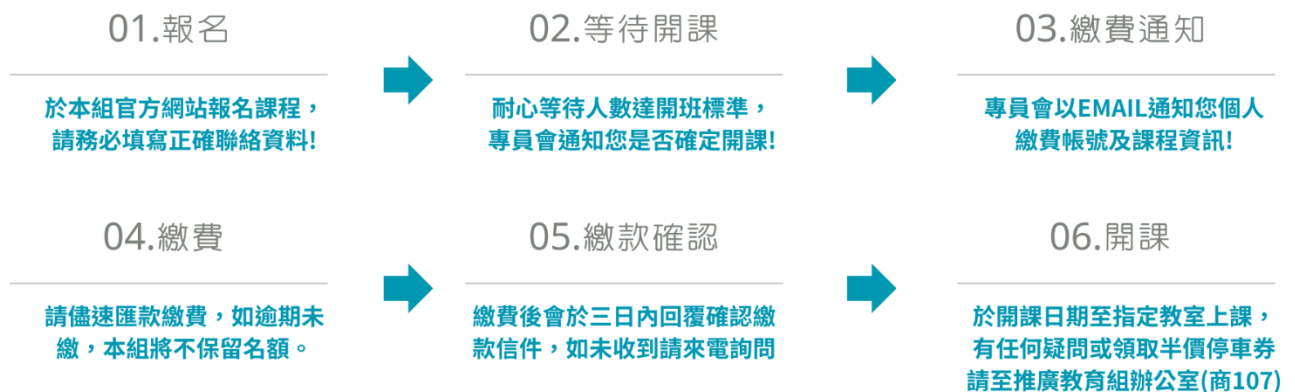 01.報名
於本組官方網站報名課程，
請務必填寫正確聯絡資料!
02.等待開課
耐心等待人數達開班標準，
專員會通知您是否確定開課!
03.繳費通知
專員會以EMAIL通知您個人
繳費帳號及課程資訊!
04.繳費
請儘速匯款繳費，如逾期未
繳，本組將不保留名額。
05.繳款確認
繳費後會於三日內回覆確認繳
款信件，如未收到請來電詢問
06.開課
於開課日期至指定教室上課，
有任何疑問或領取半價停車券
請至推廣教育組辦公室(商107)